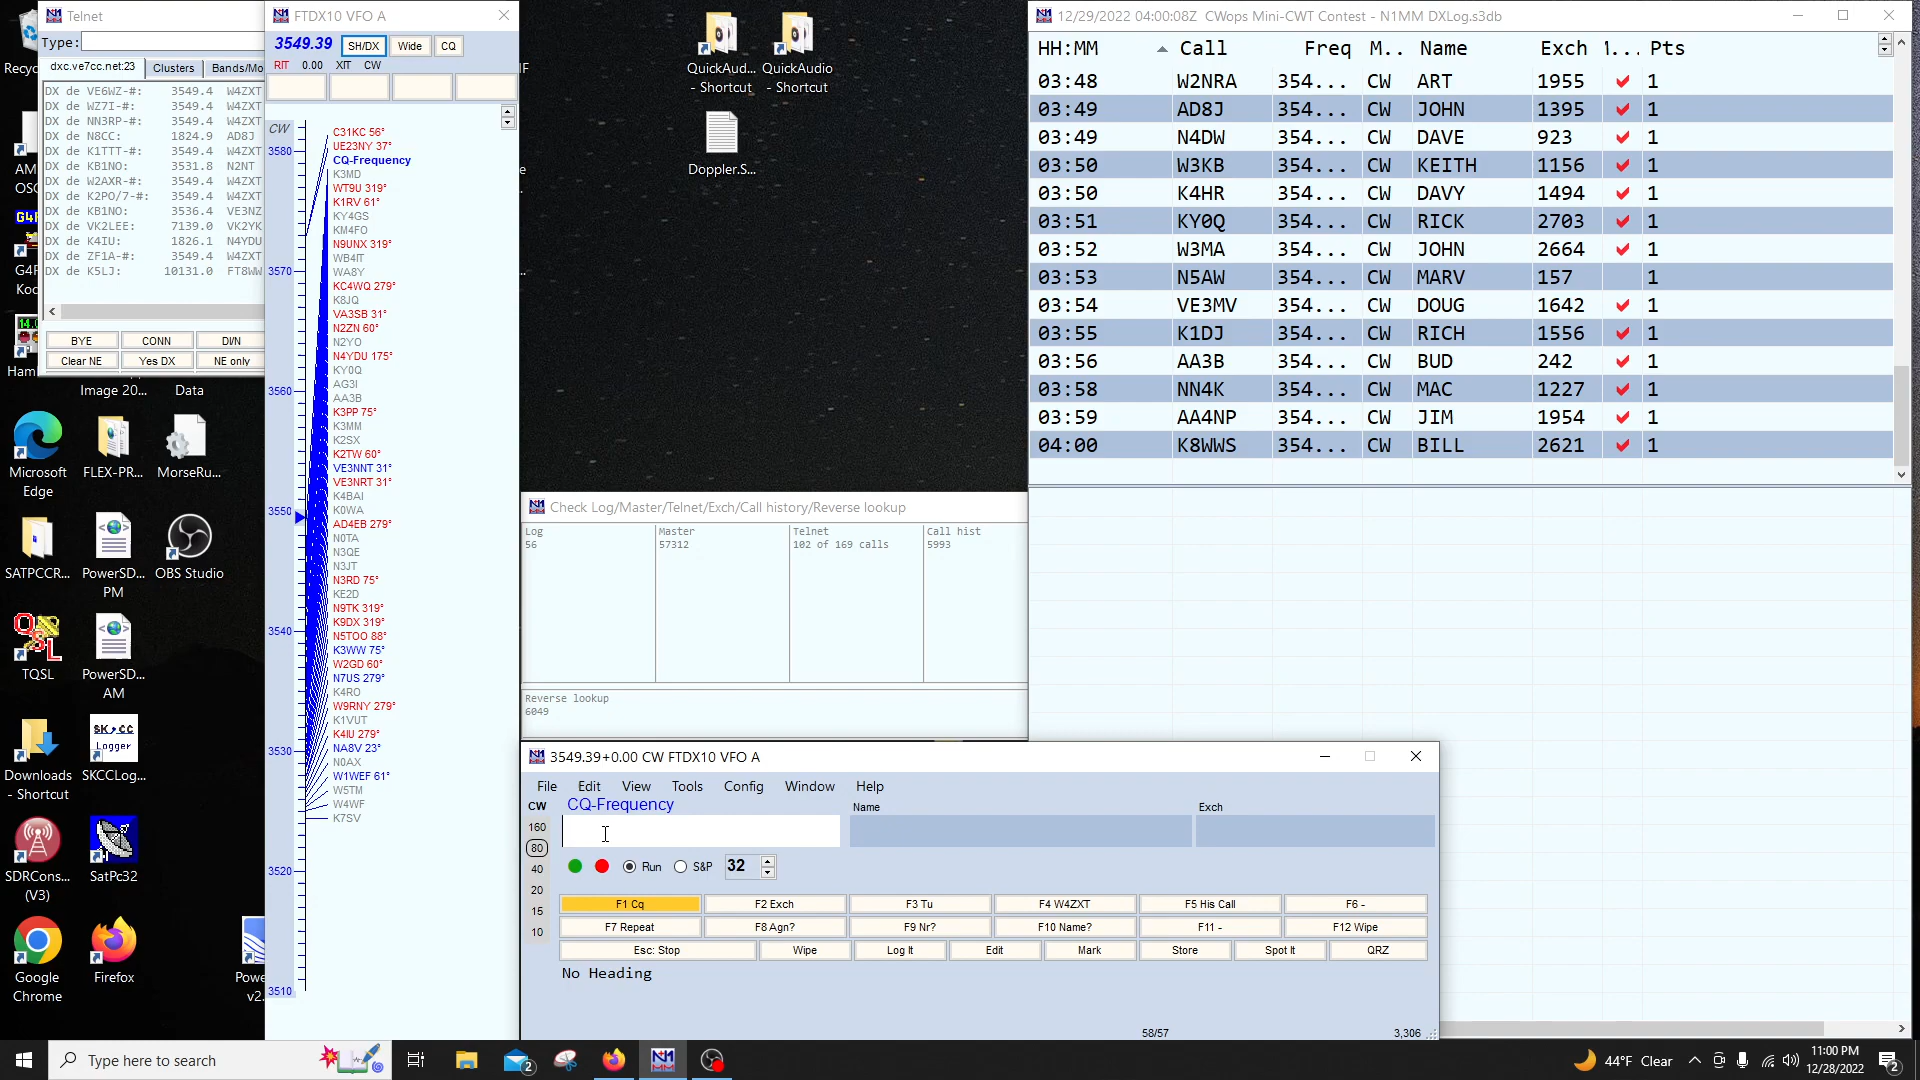 Telnet
Type:
dxc.ve7cc.net:23 Clusters Bands/Mo
DX de VE6WZ-#: 3549.4 W4ZXT
DX de WZ7I-#: 3549.4 W4ZXT
DX de NN3RP-#: 3549.4 W4ZXT
DX de N8CC: 1824.9 AD8J
DX de K1TTT-#: 3549.4 W4ZXT
DX de KB1NO: 3531.8 N2NT
DX de W2AXR-#: 3549.4 W4ZXT
DX de K2PO/7-#: 3549.4 W4ZXT
DX de KB1NO: 3536.4 VE3NZ
DX de VK2LEE: 7139.0 VK2YK
DX de K4IU: 1826.1 N4YDU
DX de ZF1A-#: 3549.4 W4ZXT
DX de K5LJ: 10131.0 FT8WW
BYE CONN DI/N
Clear NE Yes DX NE only
FTDX10 VFO A
3549.39 SH/DX Wide CQ
RIT 0.00 XIT CW
CW
3580
3570
3560
3550
3540
3530
3520
3510
C31KC 56°
UE23NY 37°
CQ-Frequency
K3MD
WT9U 319°
K1RV 61°
KY4GS
KM4FO
N9UNX 319°
WB4IT
WA8Y
KC4WQ 279°
K8JQ
VA3SB 31°
N2ZN 60°
N2YO
N4YDU 175°
KY0Q
AG3I
AA3B
K3PP 75°
K3MM
K2SX
K2TW 60°
VE3NNT 31°
VE3NRT 31°
K4BAI
K0WA
AD4EB 279°
N0TA
N3QE
N3JT
N3RD 75°
KE2D
N9TK 319°
K9DX 319°
N5TOO 88°
K3WW 75°
W2GD 60°
N7US 279°
K4RO
W9RNY 279°
K1VUT
K4IU 279°
NA8V 23°
N0AX
W1WEF 61°
W5TM
W4WF
K7SV
QuickAud...
- Shortcut
QuickAudio
- Shortcut
Doppler.S...
Image 20...
Data
Microsoft
Edge
FLEX-PR...
MorseRu...
SATPCCR...
PowerSD...
PM
OBS Studio
TQSL
PowerSD...
AM
SK CC
Logger
Downloads
- Shortcut
SKCCLog...
SDRCons...
(V3)
SatPc32
Google
Chrome
Firefox
Powe
v2.
12/29/2022 04:00:08Z CWops Mini-CWT Contest - N1MM DXLog.s3db
HH:MM Call Freq M.. Name Exch Pts
03:48 W2NRA 354... CW ART 1955 1
03:49 AD8J 354... CW JOHN 1395 1
03:49 N4DW 354... CW DAVE 923 1
03:50 W3KB 354... CW KEITH 1156 1
03:50 K4HR 354... CW DAVY 1494 1
03:51 KY0Q 354... CW RICK 2703 1
03:52 W3MA 354... CW JOHN 2664 1
03:53 N5AW 354... CW MARV 157 1
03:54 VE3MV 354... CW DOUG 1642 1
03:55 K1DJ 354... CW RICH 1556 1
03:56 AA3B 354... CW BUD 242 1
03:58 NN4K 354... CW MAC 1227 1
03:59 AA4NP 354... CW JIM 1954 1
04:00 K8WWS 354... CW BILL 2621 1
Check Log/Master/Telnet/Exch/Call history/Reverse lookup
Log Master Telnet Call hist
56 57312 102 of 169 calls 5993
Reverse lookup
6049
3549.39+0.00 CW FTDX10 VFO A
File Edit View Tools Config Window Help
CW CQ-Frequency Name Exch
160
80
40
20
15
10
Run S&P 32
F1 Cq F2 Exch F3 Tu F4 W4ZXT F5 His Call F6 -
F7 Repeat F8 Agn? F9 Nr? F10 Name? F11 - F12 Wipe
Esc: Stop Wipe Log It Edit Mark Store Spot It QRZ
No Heading
58/57 3,306
Type here to search
44°F Clear
11:00 PM
12/28/2022